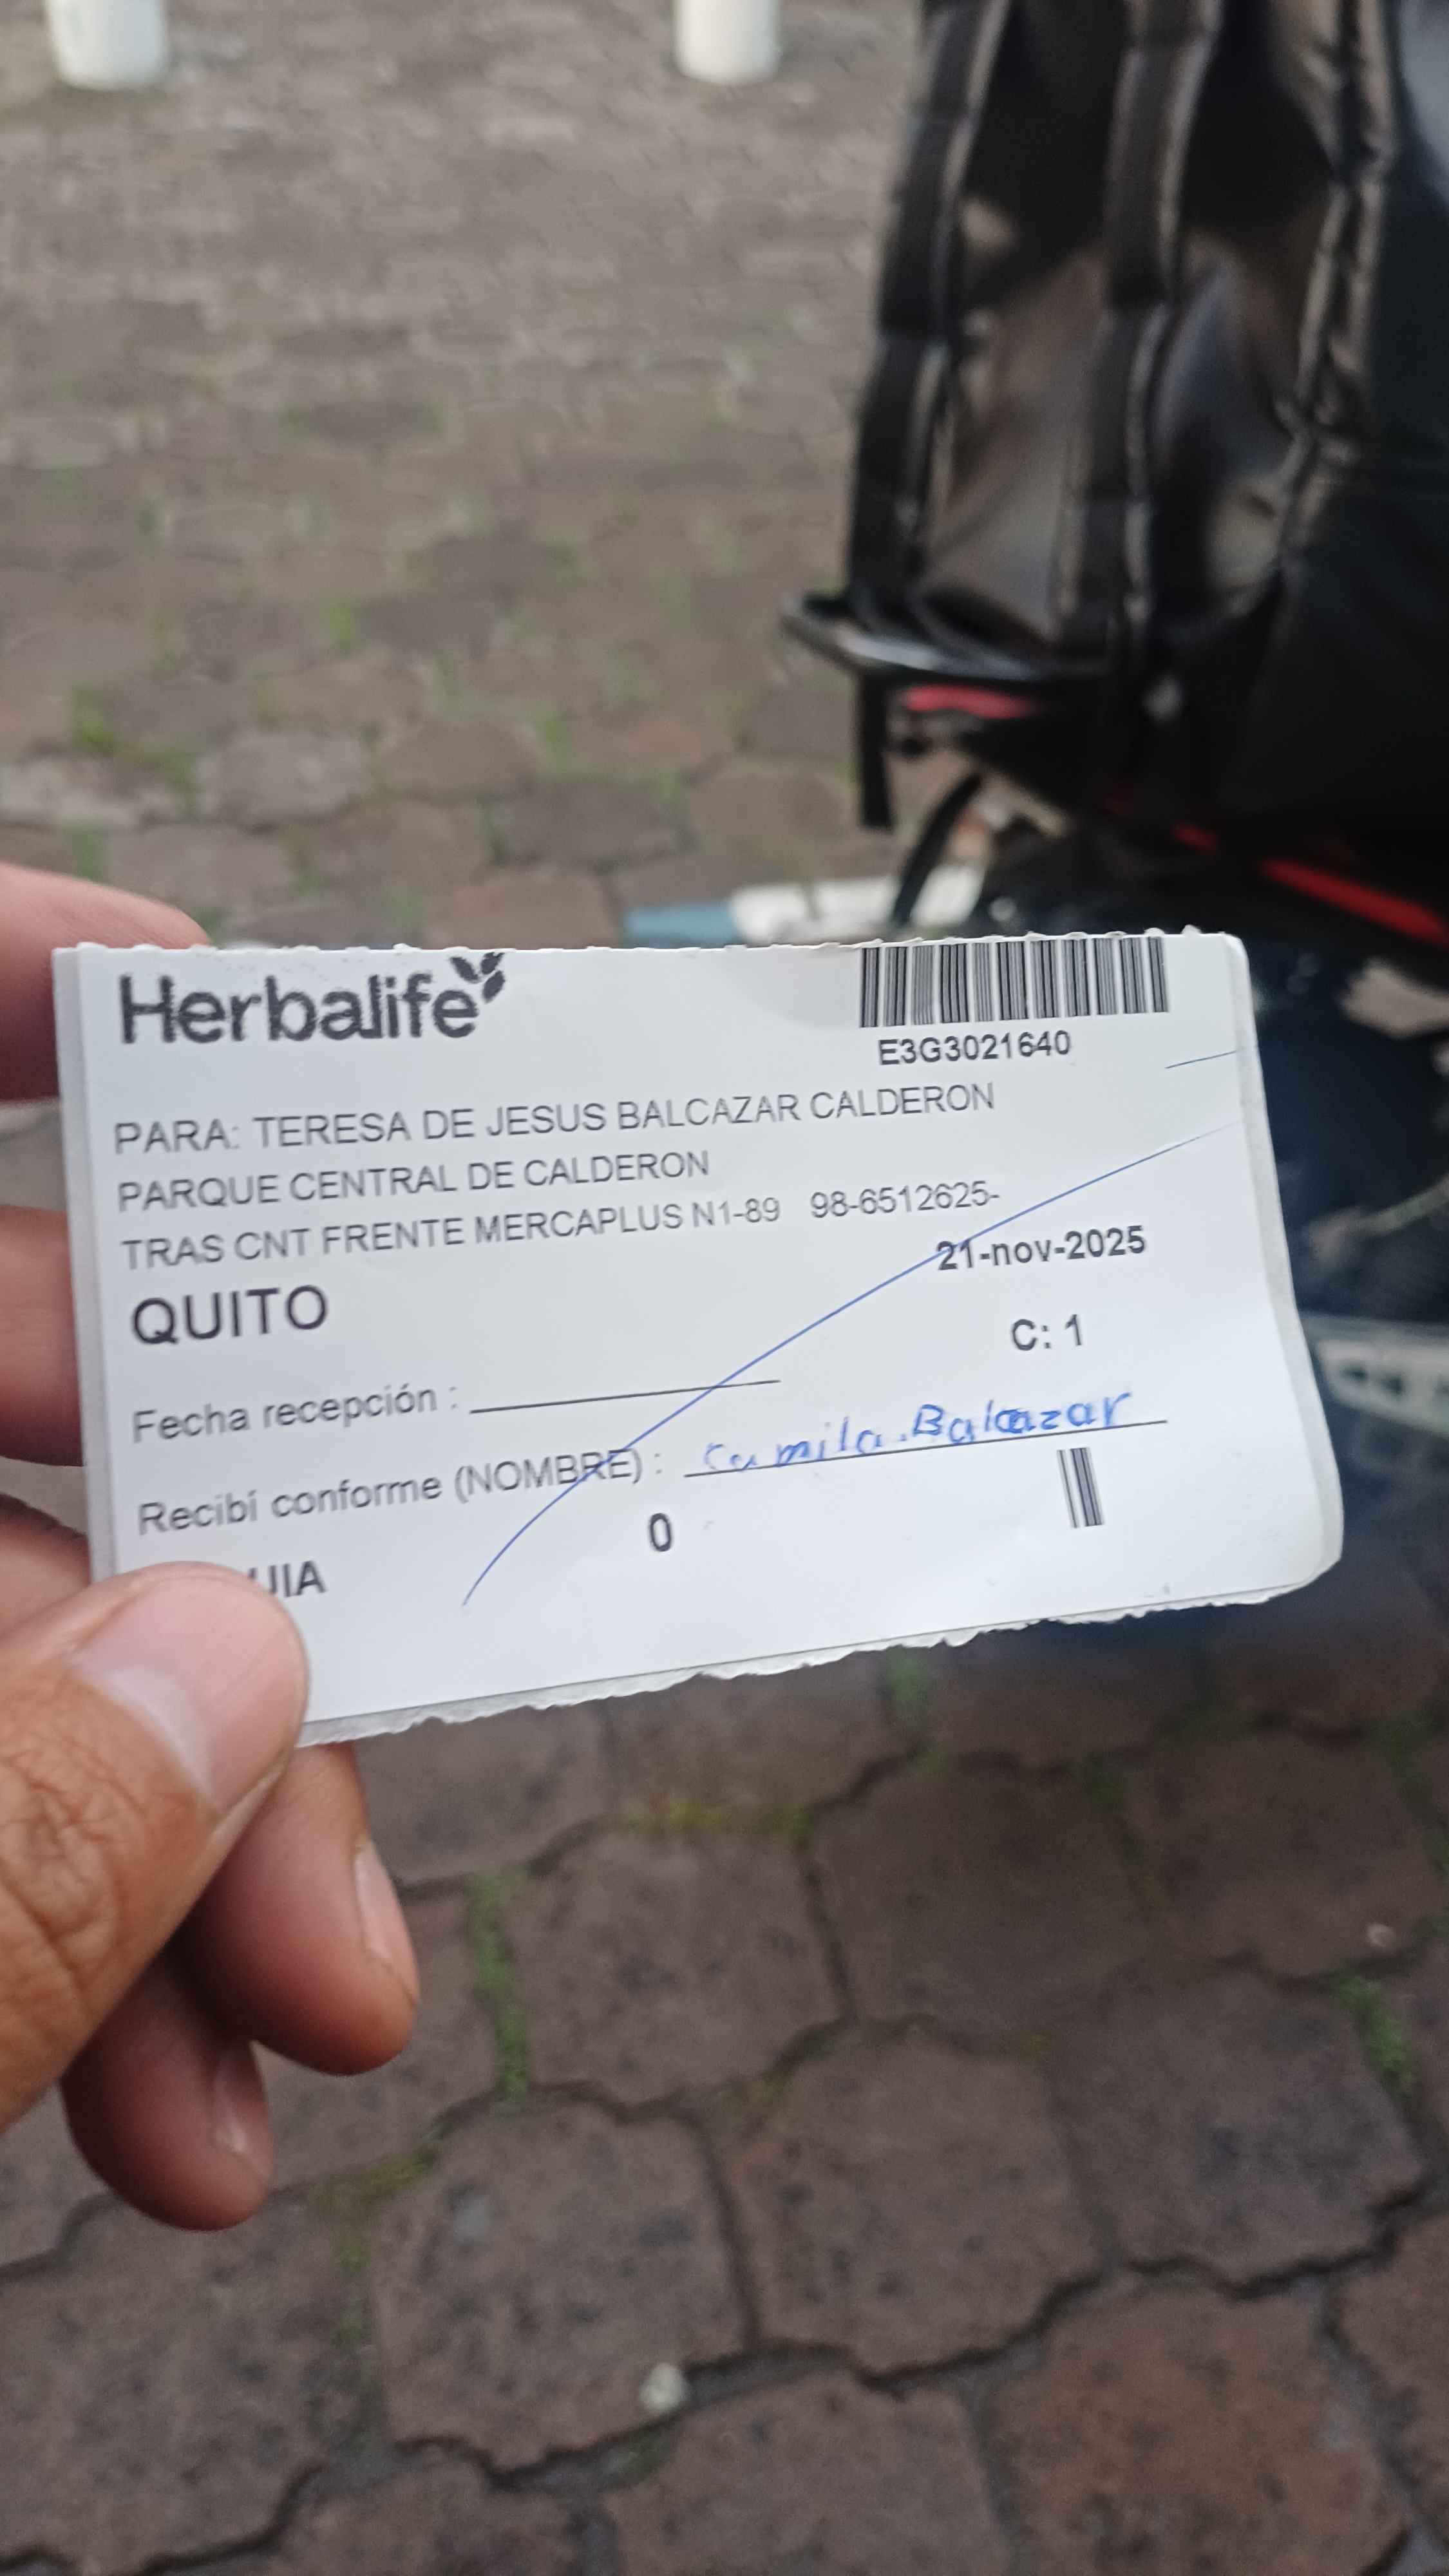 Herbalife
E3G3021640
PARA: TERESA DE JESUS BALCAZAR CALDERON
PARQUE CENTRAL DE CALDERON
TRAS CNT FRENTE MERCAPLUS N1-89 98-6512625-
21-nov-2025
QUITO
C: 1
Fecha recepción :
Recibí conforme (NOMBRE) : Camila Balcazar
0